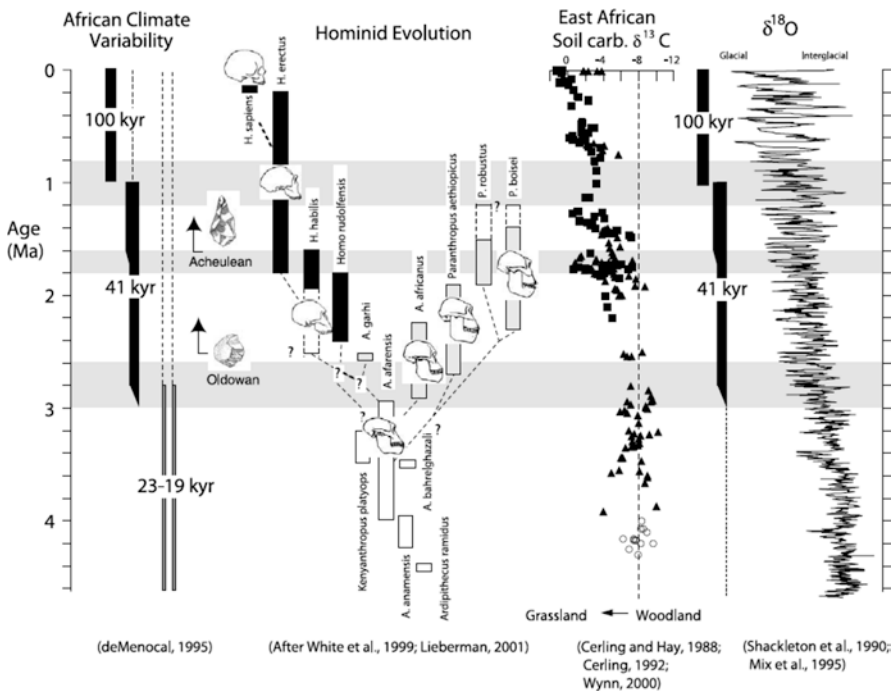 African Climate
Variability
Hominid Evolution
East African
Soil carb. δ13 C
δ18O
Glacial
Interglacial
0
-4
-8
-12
0
1
2
3
4
Age
(Ma)
100 kyr
41 kyr
23-19 kyr
Acheulean
Oldowan
H. sapiens
H. erectus
H. habilis
Homo rudolfensis
A. garhi
A. afarensis
A. africanus
Paranthropus aethiopicus
P. robustus
P. boisei
?
?
?
?
?
?
Kenyanthropus platyops
A. bahrelghazali
A. anamensis
Ardipithecus ramidus
100 kyr
41 kyr
Grassland
Woodland
(deMenocal, 1995)
(After White et al., 1999; Lieberman, 2001)
(Cerling and Hay, 1988;
Cerling, 1992;
Wynn, 2000)
(Shackleton et al., 1990;
Mix et al., 1995)